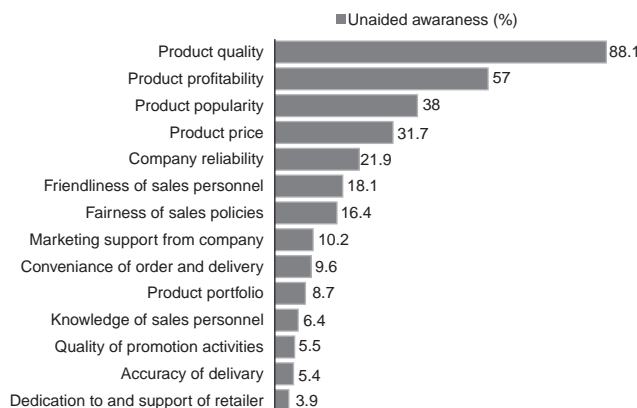 Unaided awaraness (%)
Product quality 88.1
Product profitability 57
Product popularity 38
Product price 31.7
Company reliability 21.9
Friendliness of sales personnel 18.1
Fairness of sales policies 16.4
Marketing support from company 10.2
Conveniance of order and delivery 9.6
Product portfolio 8.7
Knowledge of sales personnel 6.4
Quality of promotion activities 5.5
Accuracy of delivary 5.4
Dedication to and support of retailer 3.9